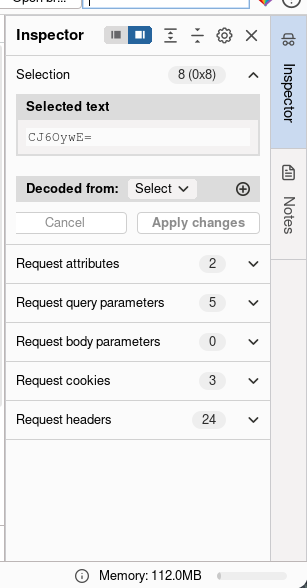 Open br...
Inspector
Selection
8 (0x8)
Selected text
CJ6OywE=
Decoded from:
Select
Cancel
Apply changes
Request attributes
2
Request query parameters
5
Request body parameters
0
Request cookies
3
Request headers
24
Inspector
Notes
Memory: 112.0MB